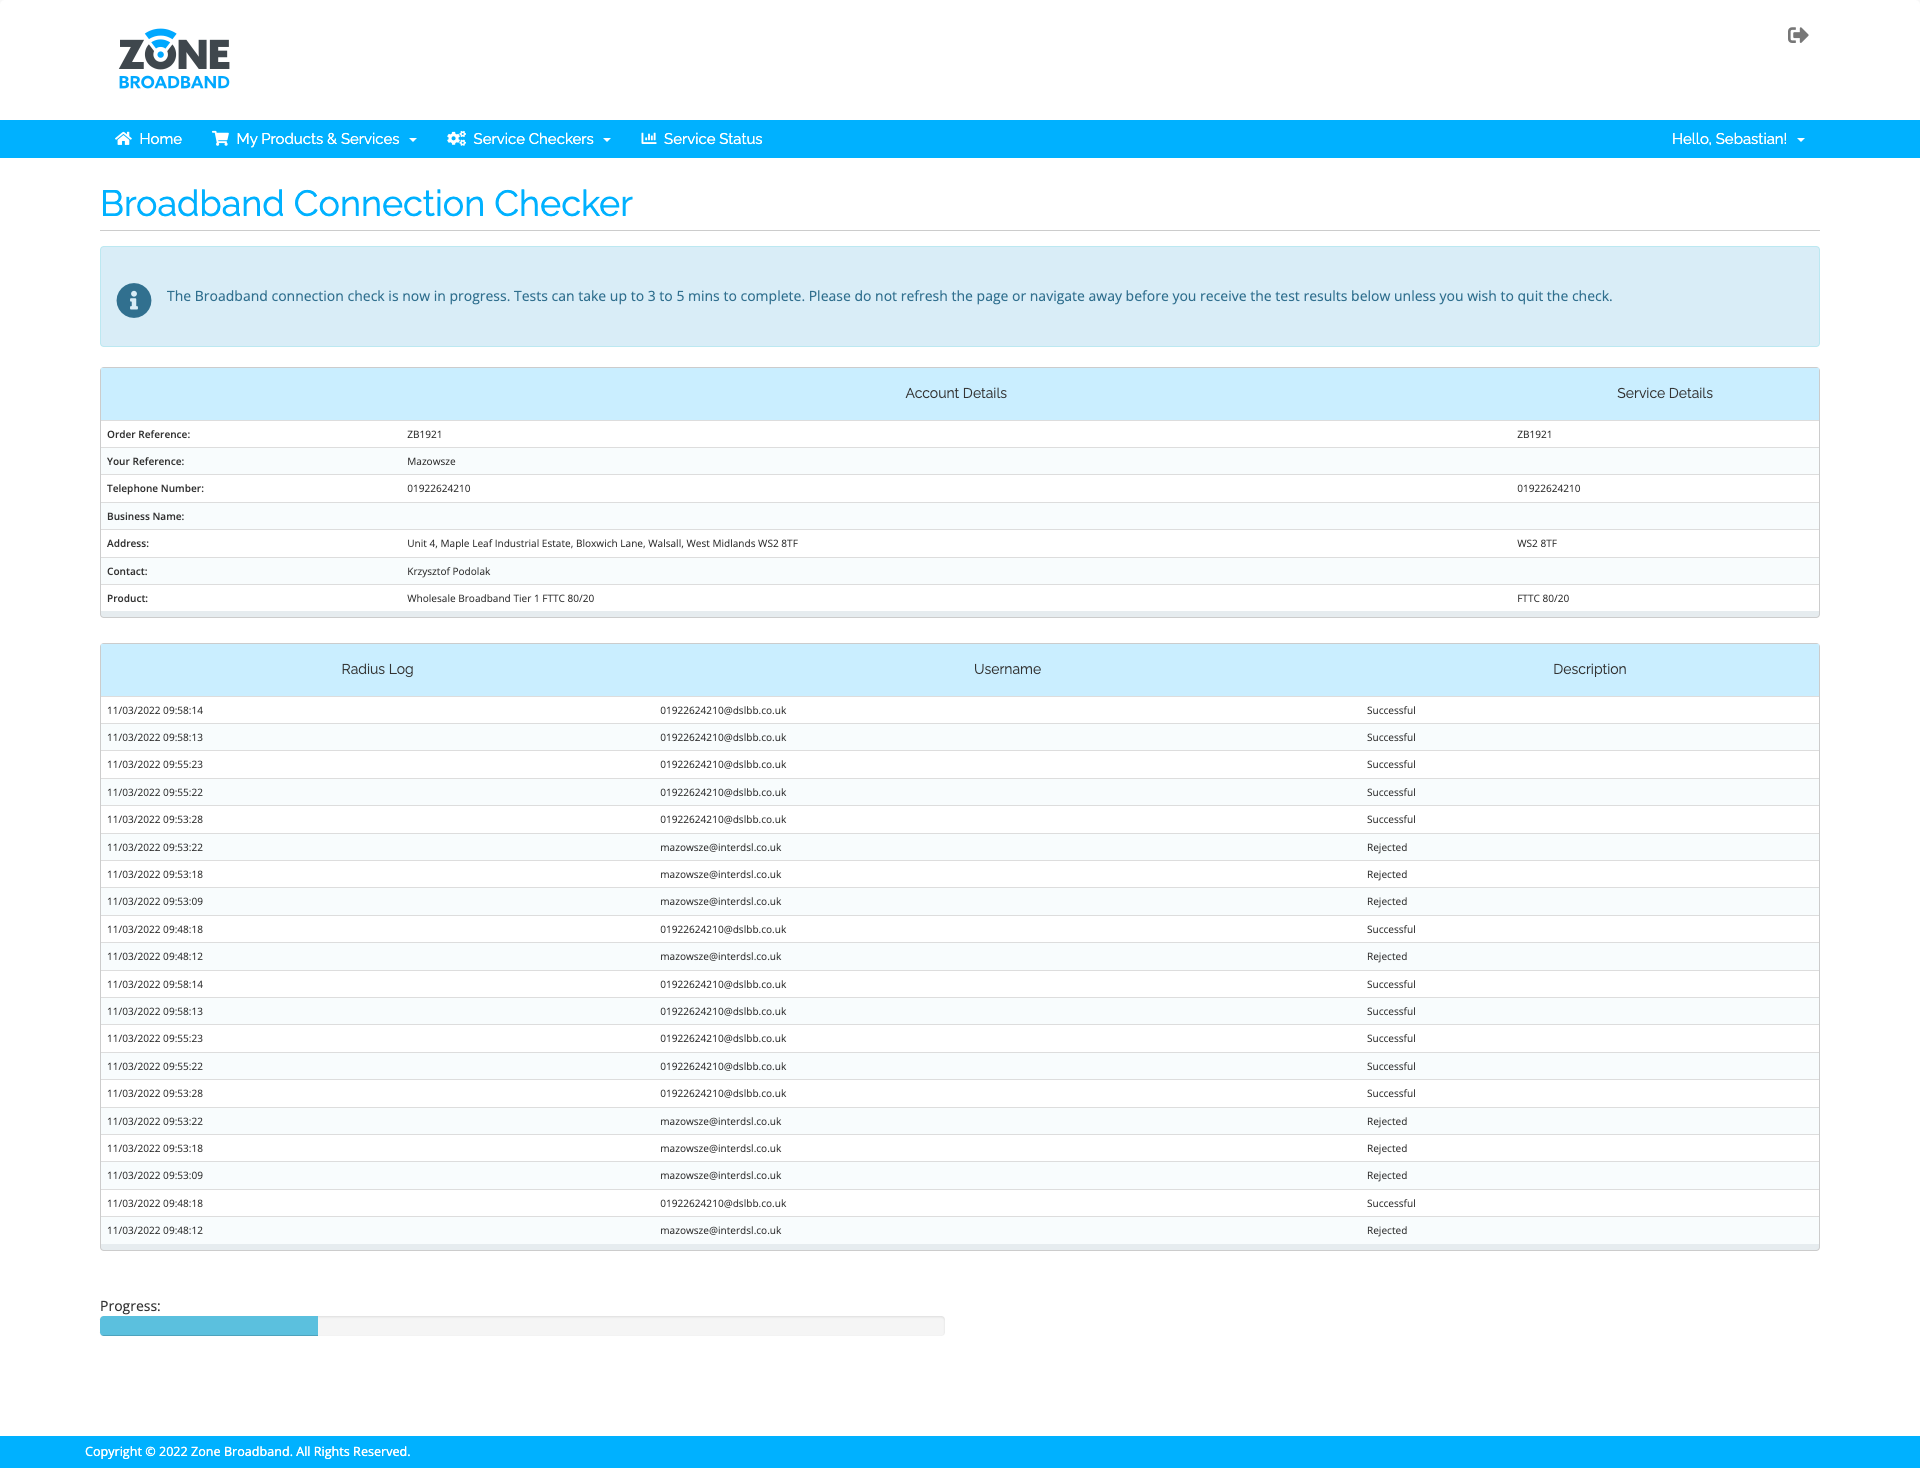 ZONE
BROADBAND
Home My Products & Services Service Checkers Service Status Hello, Sebastian!
Broadband Connection Checker
The Broadband connection check is now in progress. Tests can take up to 3 to 5 mins to complete. Please do not refresh the page or navigate away before you receive the test results below unless you wish to quit the check.
Account Details Service Details
Order Reference: ZB1921 ZB1921
Your Reference: Mazowsze
Telephone Number: 01922624210 01922624210
Business Name:
Address: Unit 4, Maple Leaf Industrial Estate, Bloxwich Lane, Walsall, West Midlands WS2 8TF WS2 8TF
Contact: Krzysztof Podolak
Product: Wholesale Broadband Tier 1 FTTC 80/20 FTTC 80/20
Radius Log Username Description
11/03/2022 09:58:14 01922624210@dslbb.co.uk Successful
11/03/2022 09:58:13 01922624210@dslbb.co.uk Successful
11/03/2022 09:55:23 01922624210@dslbb.co.uk Successful
11/03/2022 09:55:22 01922624210@dslbb.co.uk Successful
11/03/2022 09:53:28 01922624210@dslbb.co.uk Successful
11/03/2022 09:53:22 mazowsze@interdsl.co.uk Rejected
11/03/2022 09:53:18 mazowsze@interdsl.co.uk Rejected
11/03/2022 09:53:09 mazowsze@interdsl.co.uk Rejected
11/03/2022 09:48:18 01922624210@dslbb.co.uk Successful
11/03/2022 09:48:12 mazowsze@interdsl.co.uk Rejected
11/03/2022 09:58:14 01922624210@dslbb.co.uk Successful
11/03/2022 09:58:13 01922624210@dslbb.co.uk Successful
11/03/2022 09:55:23 01922624210@dslbb.co.uk Successful
11/03/2022 09:55:22 01922624210@dslbb.co.uk Successful
11/03/2022 09:53:28 01922624210@dslbb.co.uk Successful
11/03/2022 09:53:22 mazowsze@interdsl.co.uk Rejected
11/03/2022 09:53:18 mazowsze@interdsl.co.uk Rejected
11/03/2022 09:53:09 mazowsze@interdsl.co.uk Rejected
11/03/2022 09:48:18 01922624210@dslbb.co.uk Successful
11/03/2022 09:48:12 mazowsze@interdsl.co.uk Rejected
Progress:
Copyright © 2022 Zone Broadband. All Rights Reserved.